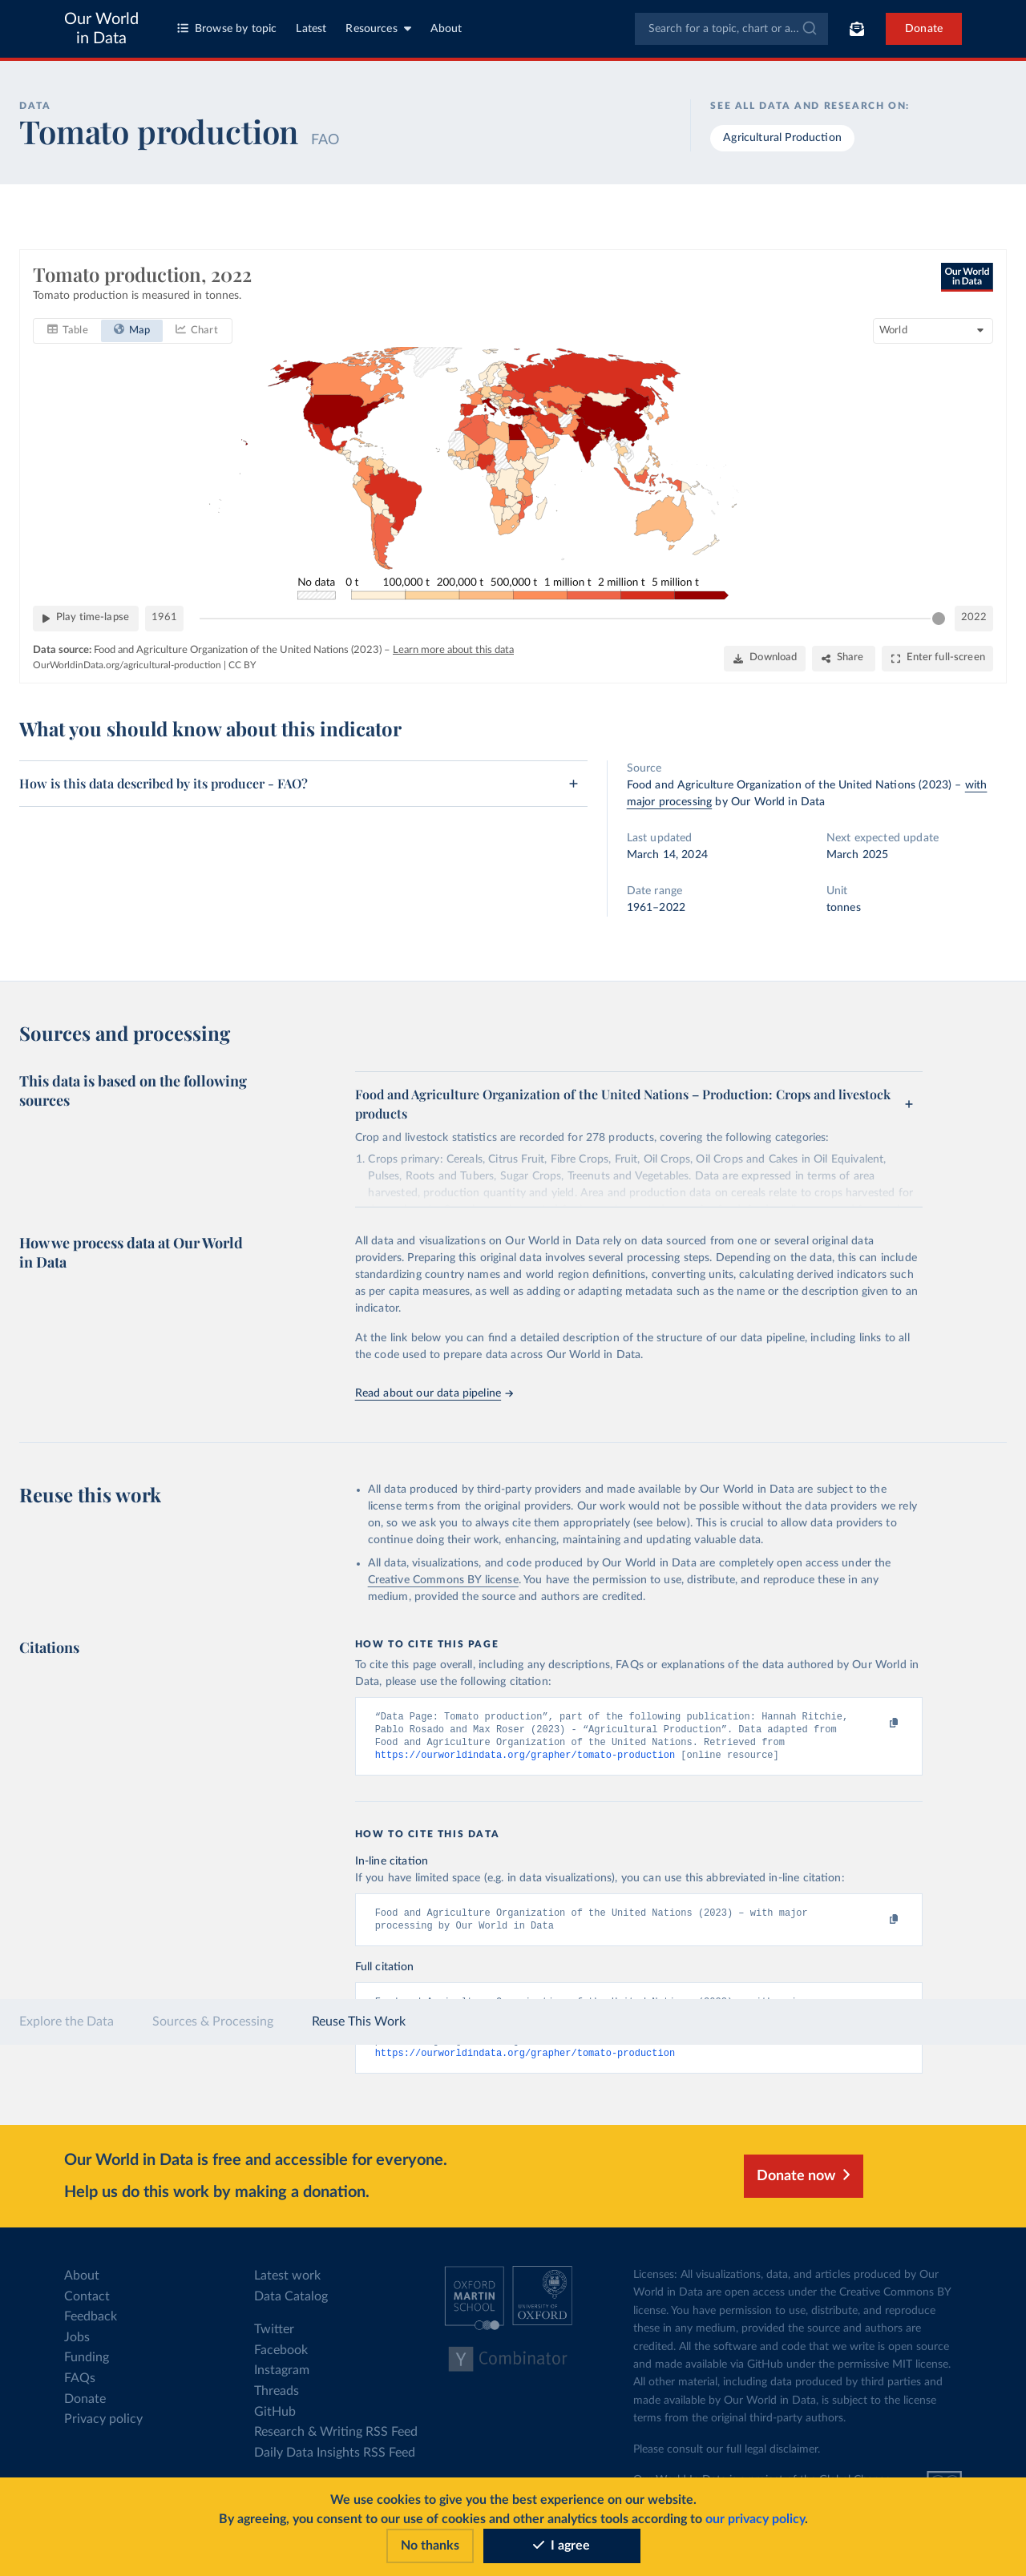 Our World
in Data
Browse by topic
Latest
Resources
About
Search for a topic, chart or a...
Donate
DATA
Tomato production FAO
SEE ALL DATA AND RESEARCH ON:
Agricultural Production
Tomato production, 2022
Tomato production is measured in tonnes.
Our World
in Data
Table
Map
Chart
World
No data
0 t
100,000 t
200,000 t
500,000 t
1 million t
2 million t
5 million t
Play time-lapse
1961
2022
Data source: Food and Agriculture Organization of the United Nations (2023) – Learn more about this data
OurWorldinData.org/agricultural-production | CC BY
Download
Share
Enter full-screen
What you should know about this indicator
How is this data described by its producer - FAO?
Source
Food and Agriculture Organization of the United Nations (2023) – with
major processing by Our World in Data
Last updated
March 14, 2024
Next expected update
March 2025
Date range
1961–2022
Unit
tonnes
Sources and processing
This data is based on the following
sources
Food and Agriculture Organization of the United Nations – Production: Crops and livestock
products
Crop and livestock statistics are recorded for 278 products, covering the following categories:
1. Crops primary: Cereals, Citrus Fruit, Fibre Crops, Fruit, Oil Crops, Oil Crops and Cakes in Oil Equivalent,
Pulses, Roots and Tubers, Sugar Crops, Treenuts and Vegetables. Data are expressed in terms of area
harvested, production quantity and yield. Area and production data on cereals relate to crops harvested for
How we process data at Our World
in Data
All data and visualizations on Our World in Data rely on data sourced from one or several original data
providers. Preparing this original data involves several processing steps. Depending on the data, this can include
standardizing country names and world region definitions, converting units, calculating derived indicators such
as per capita measures, as well as adding or adapting metadata such as the name or the description given to an
indicator.
At the link below you can find a detailed description of the structure of our data pipeline, including links to all
the code used to prepare data across Our World in Data.
Read about our data pipeline
Reuse this work
• All data produced by third-party providers and made available by Our World in Data are subject to the
license terms from the original providers. Our work would not be possible without the data providers we rely
on, so we ask you to always cite them appropriately (see below). This is crucial to allow data providers to
continue doing their work, enhancing, maintaining and updating valuable data.
• All data, visualizations, and code produced by Our World in Data are completely open access under the
Creative Commons BY license. You have the permission to use, distribute, and reproduce these in any
medium, provided the source and authors are credited.
Citations
HOW TO CITE THIS PAGE
To cite this page overall, including any descriptions, FAQs or explanations of the data authored by Our World in
Data, please use the following citation:
“Data Page: Tomato production”, part of the following publication: Hannah Ritchie,
Pablo Rosado and Max Roser (2023) - “Agricultural Production”. Data adapted from
Food and Agriculture Organization of the United Nations. Retrieved from
https://ourworldindata.org/grapher/tomato-production [online resource]
HOW TO CITE THIS DATA
In-line citation
If you have limited space (e.g. in data visualizations), you can use this abbreviated in-line citation:
Food and Agriculture Organization of the United Nations (2023) – with major
processing by Our World in Data
Full citation
Explore the Data
Sources & Processing
Reuse This Work
https://ourworldindata.org/grapher/tomato-production
Our World in Data is free and accessible for everyone.
Help us do this work by making a donation.
Donate now
About
Contact
Feedback
Jobs
Funding
FAQs
Donate
Privacy policy
Latest work
Data Catalog
Twitter
Facebook
Instagram
Threads
GitHub
Research & Writing RSS Feed
Daily Data Insights RSS Feed
OXFORD
MARTIN
SCHOOL
UNIVERSITY OF
OXFORD
Y Combinator
Licenses: All visualizations, data, and articles produced by Our
World in Data are open access under the Creative Commons BY
license. You have permission to use, distribute, and reproduce
these in any medium, provided the source and authors are
credited. All the software and code that we write is open source
and made available via GitHub under the permissive MIT license.
All other material, including data produced by third parties and
made available by Our World in Data, is subject to the license
terms from the original third-party authors.
Please consult our full legal disclaimer.
We use cookies to give you the best experience on our website.
By agreeing, you consent to our use of cookies and other analytics tools according to our privacy policy.
No thanks
I agree